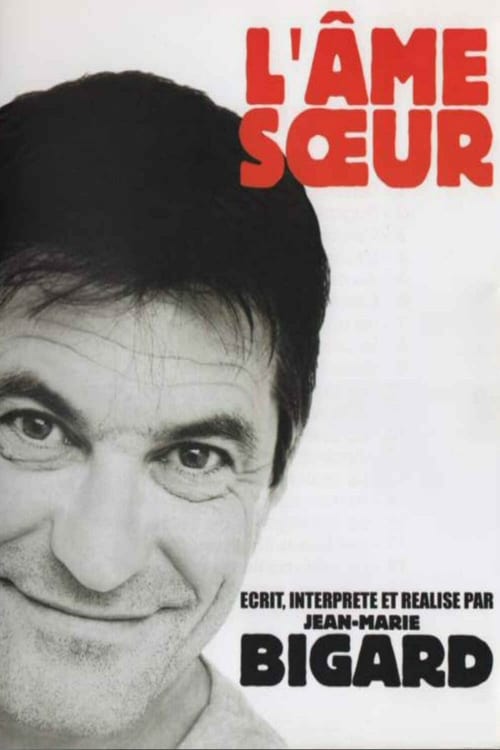 L'ÂME
SŒUR
ECRIT, INTERPRETE ET REALISE PAR
JEAN-MARIE
BIGARD